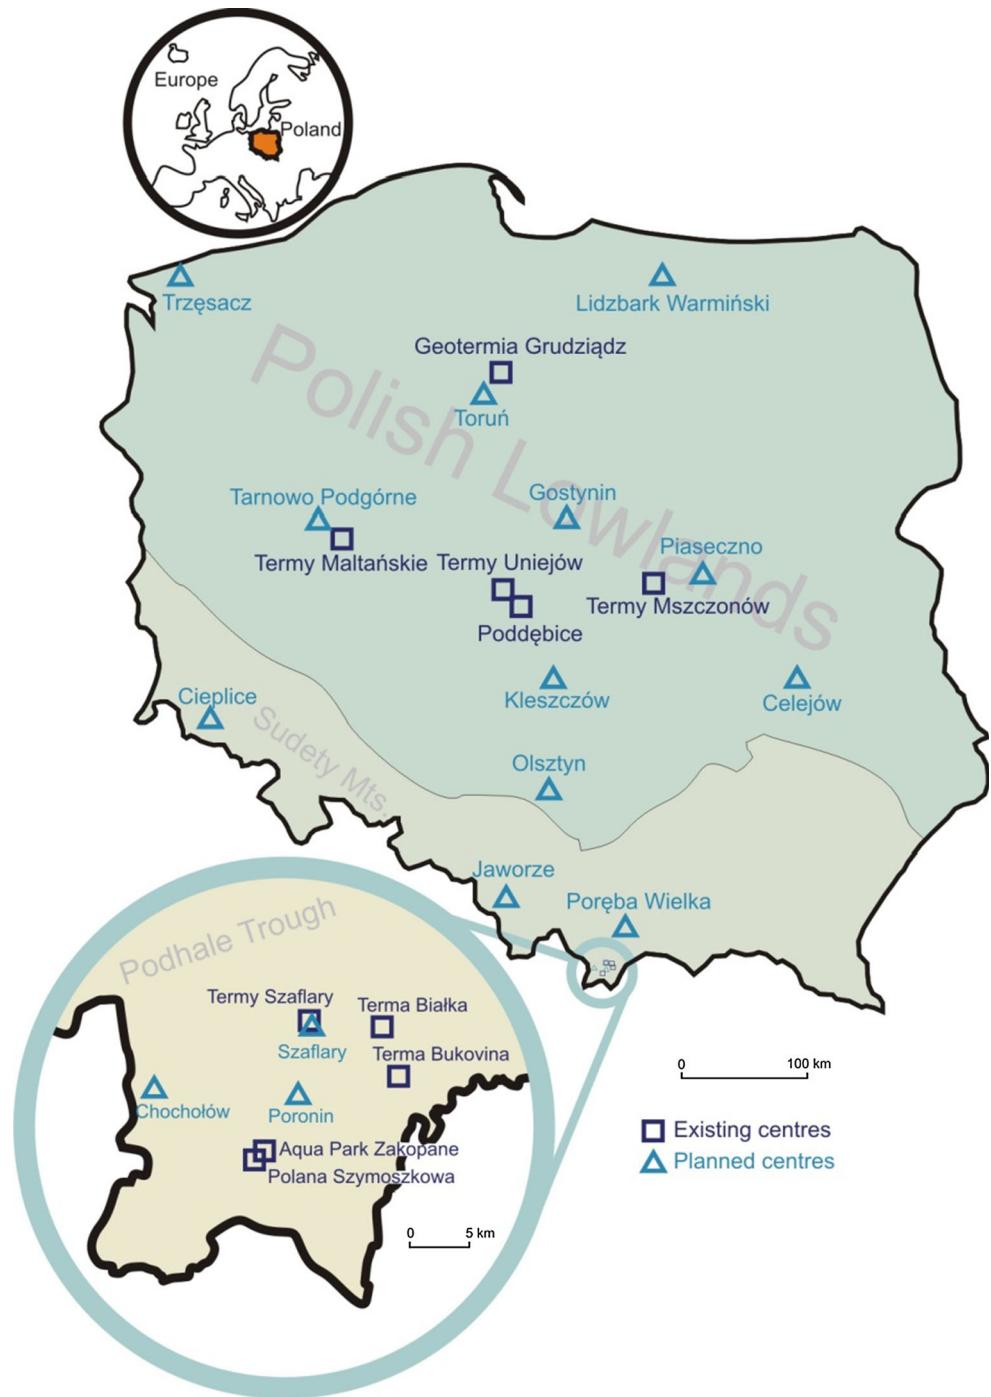 Europe
Poland
Trzęsacz
Lidzbark Warmiński
Geotermia Grudziądz
Toruń
Polish Lowlands
Tarnowo Podgórne
Gostynin
Piaseczno
Termy Maltańskie
Termy Uniejów
Termy Mszczonów
Poddębice
Cieplice
Kleszczów
Celejów
Sudety Mts.
Olsztyn
Jaworze
Poręba Wielka
Podhale Trough
Termy Szaflary
Terma Białka
Szaflary
Terma Bukovina
Chochołów
Poronin
Aqua Park Zakopane
Polana Szymoszkowa
0 5 km
0 100 km
Existing centres
Planned centres